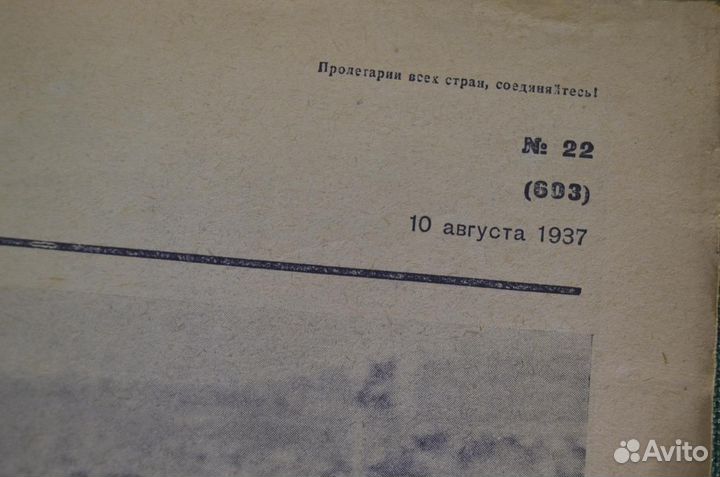 Пролетарии всех стран, соединяйтесь!
№ 22
(603)
10 августа 1937
Avito